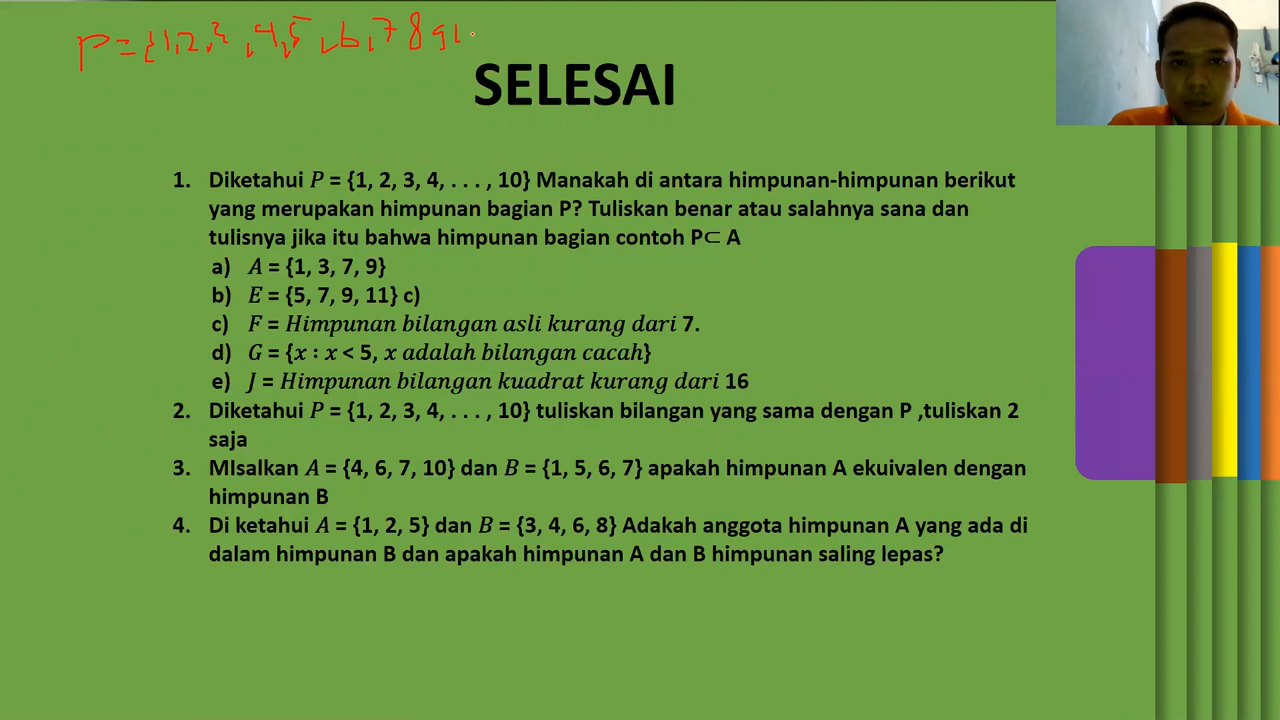 P = {1, 2, 3, 4, 5, 6, 7 8 9 1
SELESAI
1. Diketahui P = {1, 2, 3, 4, . . . , 10} Manakah di antara himpunan-himpunan berikut
yang merupakan himpunan bagian P? Tuliskan benar atau salahnya sana dan
tulisnya jika itu bahwa himpunan bagian contoh P⊂ A
a) A = {1, 3, 7, 9}
b) E = {5, 7, 9, 11} c)
c) F = Himpunan bilangan asli kurang dari 7.
d) G = {x : x < 5, x adalah bilangan cacah}
e) J = Himpunan bilangan kuadrat kurang dari 16
2. Diketahui P = {1, 2, 3, 4, . . . , 10} tuliskan bilangan yang sama dengan P ,tuliskan 2
saja
3. MIsalkan A = {4, 6, 7, 10} dan B = {1, 5, 6, 7} apakah himpunan A ekuivalen dengan
himpunan B
4. Di ketahui A = {1, 2, 5} dan B = {3, 4, 6, 8} Adakah anggota himpunan A yang ada di
dalam himpunan B dan apakah himpunan A dan B himpunan saling lepas?